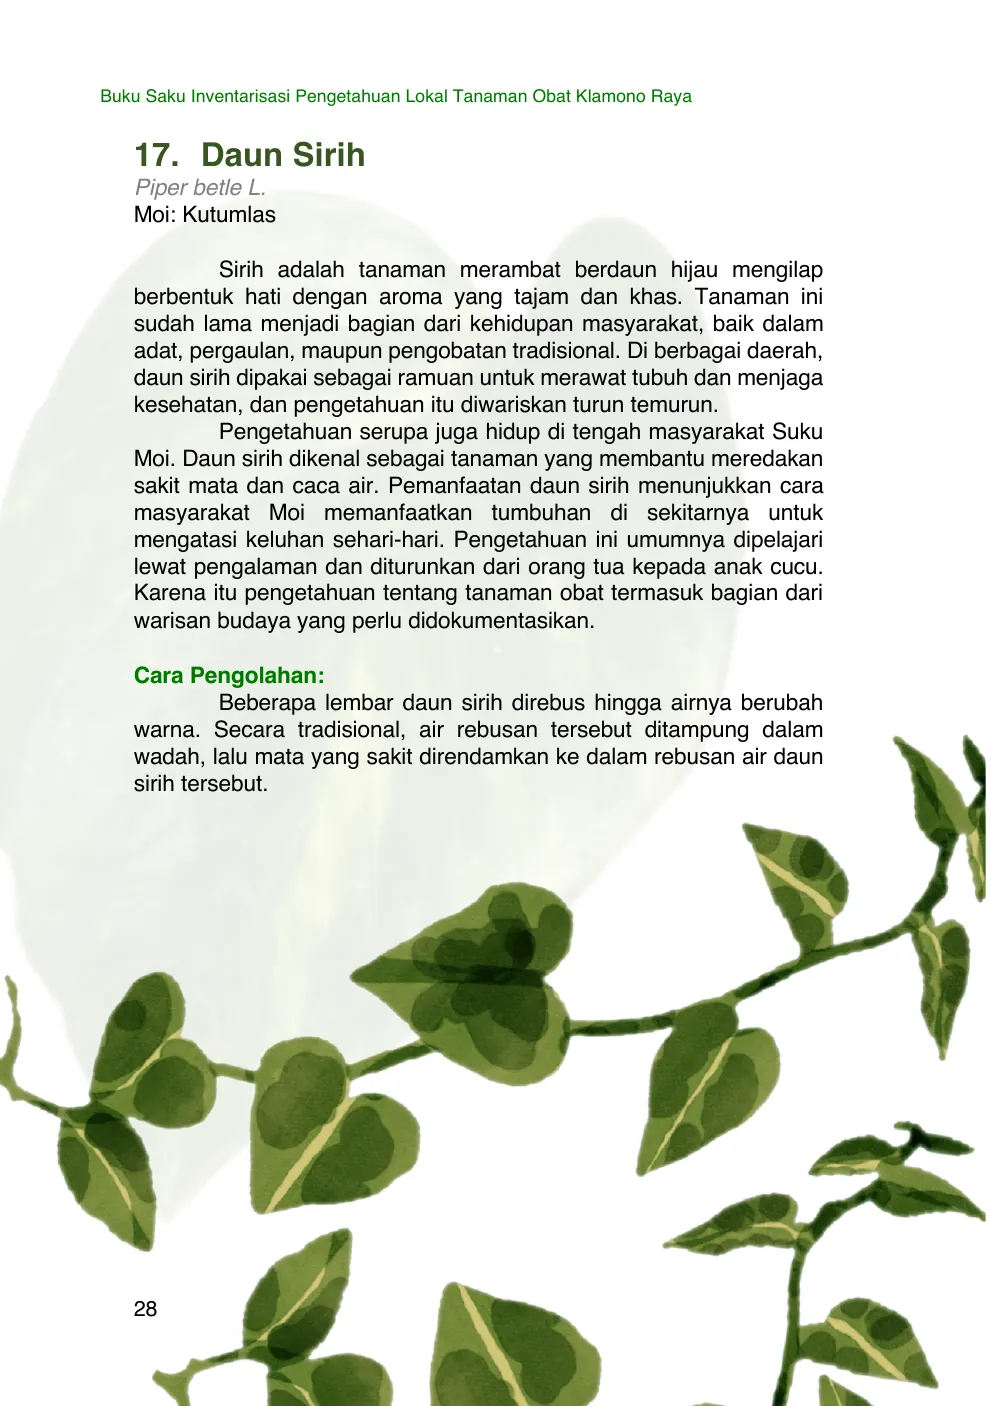 Buku Saku Inventarisasi Pengetahuan Lokal Tanaman Obat Klamono Raya
17. Daun Sirih
Piper betle L.
Moi: Kutumlas
Sirih adalah tanaman merambat berdaun hijau mengilap
berbentuk hati dengan aroma yang tajam dan khas. Tanaman ini
sudah lama menjadi bagian dari kehidupan masyarakat, baik dalam
adat, pergaulan, maupun pengobatan tradisional. Di berbagai daerah,
daun sirih dipakai sebagai ramuan untuk merawat tubuh dan menjaga
kesehatan, dan pengetahuan itu diwariskan turun temurun.
Pengetahuan serupa juga hidup di tengah masyarakat Suku
Moi. Daun sirih dikenal sebagai tanaman yang membantu meredakan
sakit mata dan caca air. Pemanfaatan daun sirih menunjukkan cara
masyarakat Moi memanfaatkan tumbuhan di sekitarnya untuk
mengatasi keluhan sehari-hari. Pengetahuan ini umumnya dipelajari
lewat pengalaman dan diturunkan dari orang tua kepada anak cucu.
Karena itu pengetahuan tentang tanaman obat termasuk bagian dari
warisan budaya yang perlu didokumentasikan.
Cara Pengolahan:
Beberapa lembar daun sirih direbus hingga airnya berubah
warna. Secara tradisional, air rebusan tersebut ditampung dalam
wadah, lalu mata yang sakit direndamkan ke dalam rebusan air daun
sirih tersebut.
28